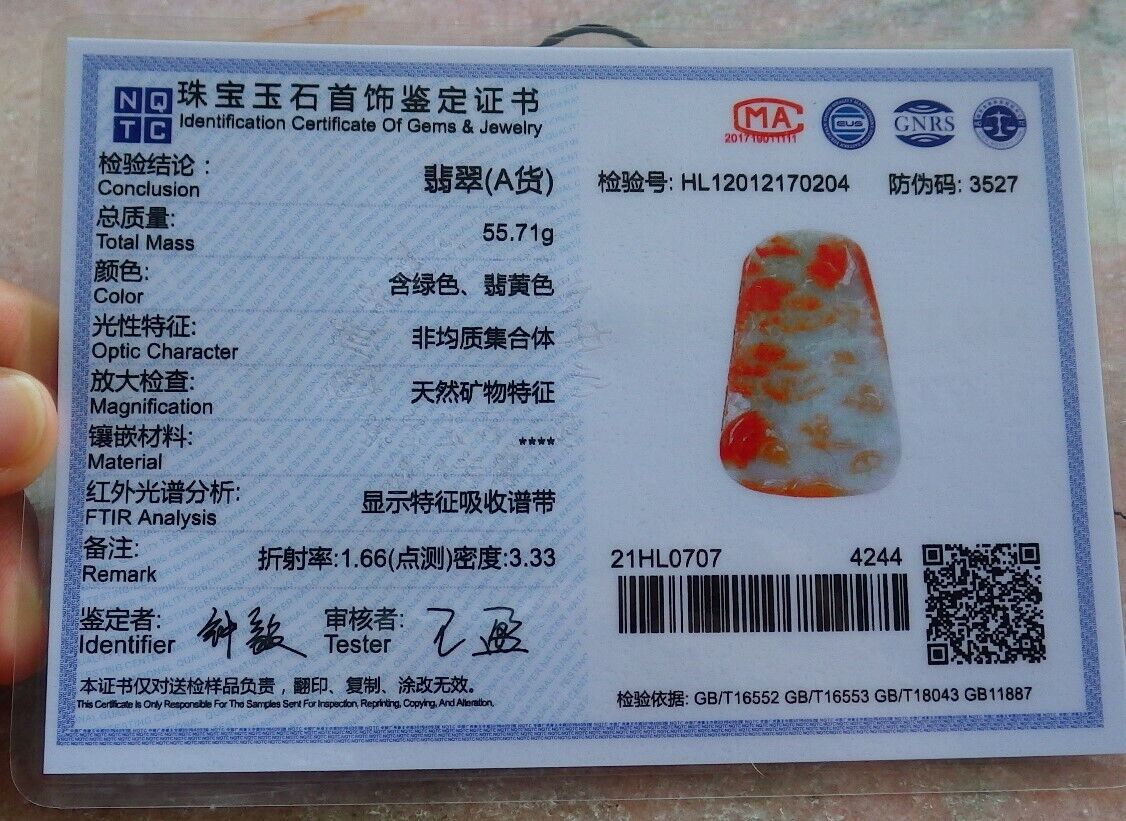 NQ
TC
珠宝玉石首饰鉴定证书
Identification Certificate Of Gems & Jewelry
MA
GNRS
检验结论：
Conclusion
翡翠(A货)
检验号: HL12012170204
防伪码: 3527
总质量:
Total Mass
55.71g
颜色:
Color
含绿色、翡黄色
光性特征:
Optic Character
非均质集合体
放大检查:
Magnification
天然矿物特征
镶嵌材料:
Material
****
红外光谱分析:
FTIR Analysis
显示特征吸收谱带
备注:
Remark
折射率:1.66(点测)密度:3.33
21HL0707
4244
鉴定者:
Identifier
审核者:
Tester
本证书仅对送检样品负责，翻印、复制、涂改无效。
This Certificate Is Only Responsible For The Samples Sent For Inspection, Reprinting, Copying, And Alteration.
检验依据: GB/T16552 GB/T16553 GB/T18043 GB11887